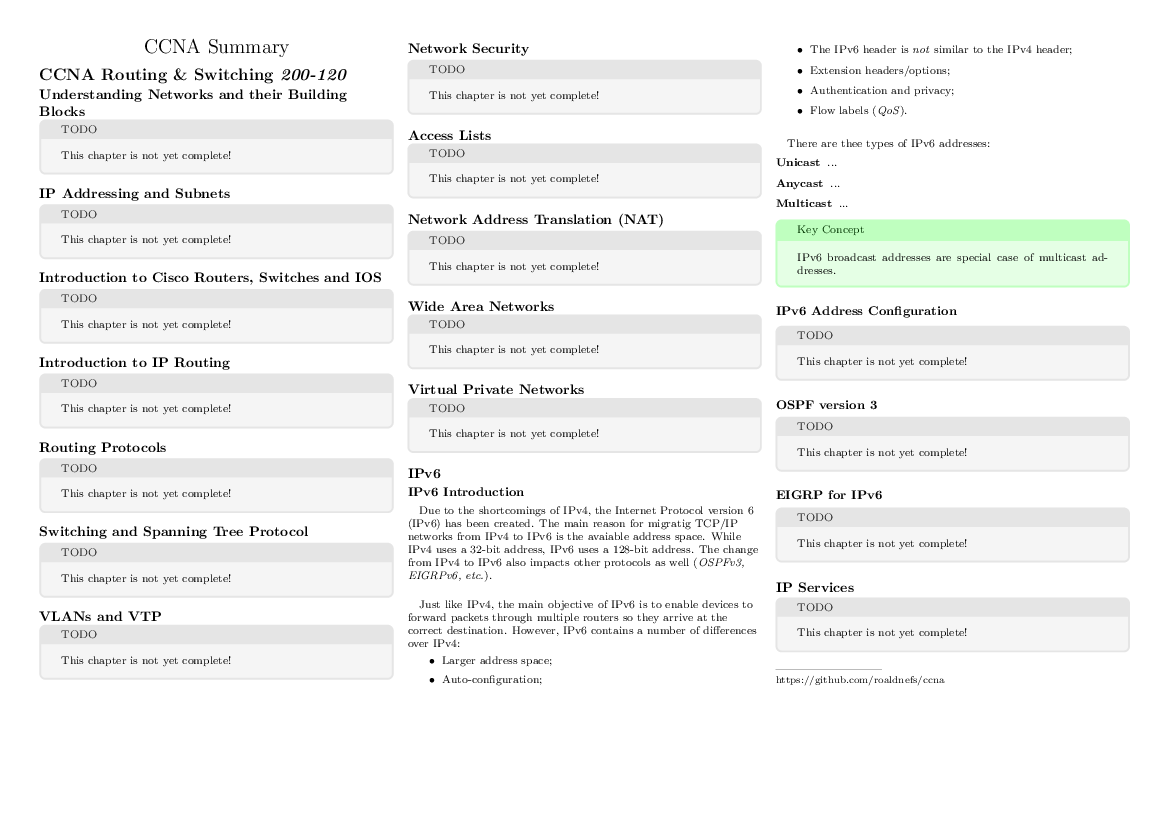 CCNA Summary
CCNA Routing & Switching 200-120
Understanding Networks and their Building
Blocks
TODO
This chapter is not yet complete!
IP Addressing and Subnets
TODO
This chapter is not yet complete!
Introduction to Cisco Routers, Switches and IOS
TODO
This chapter is not yet complete!
Introduction to IP Routing
TODO
This chapter is not yet complete!
Routing Protocols
TODO
This chapter is not yet complete!
Switching and Spanning Tree Protocol
TODO
This chapter is not yet complete!
VLANs and VTP
TODO
This chapter is not yet complete!
Network Security
TODO
This chapter is not yet complete!
Access Lists
TODO
This chapter is not yet complete!
Network Address Translation (NAT)
TODO
This chapter is not yet complete!
Wide Area Networks
TODO
This chapter is not yet complete!
Virtual Private Networks
TODO
This chapter is not yet complete!
IPv6
IPv6 Introduction
Due to the shortcomings of IPv4, the Internet Protocol version 6
(IPv6) has been created. The main reason for migratig TCP/IP
networks from IPv4 to IPv6 is the avaiable address space. While
IPv4 uses a 32-bit address, IPv6 uses a 128-bit address. The change
from IPv4 to IPv6 also impacts other protocols as well (OSPFv3,
EIGRPv6, etc.).
Just like IPv4, the main objective of IPv6 is to enable devices to
forward packets through multiple routers so they arrive at the
correct destination. However, IPv6 contains a number of differences
over IPv4:
• Larger address space;
• Auto-configuration;
• The IPv6 header is not similar to the IPv4 header;
• Extension headers/options;
• Authentication and privacy;
• Flow labels (QoS).
There are thee types of IPv6 addresses:
Unicast ...
Anycast ...
Multicast ...
Key Concept
IPv6 broadcast addresses are special case of multicast ad-
dresses.
IPv6 Address Configuration
TODO
This chapter is not yet complete!
OSPF version 3
TODO
This chapter is not yet complete!
EIGRP for IPv6
TODO
This chapter is not yet complete!
IP Services
TODO
This chapter is not yet complete!
https://github.com/roaldnefs/ccna